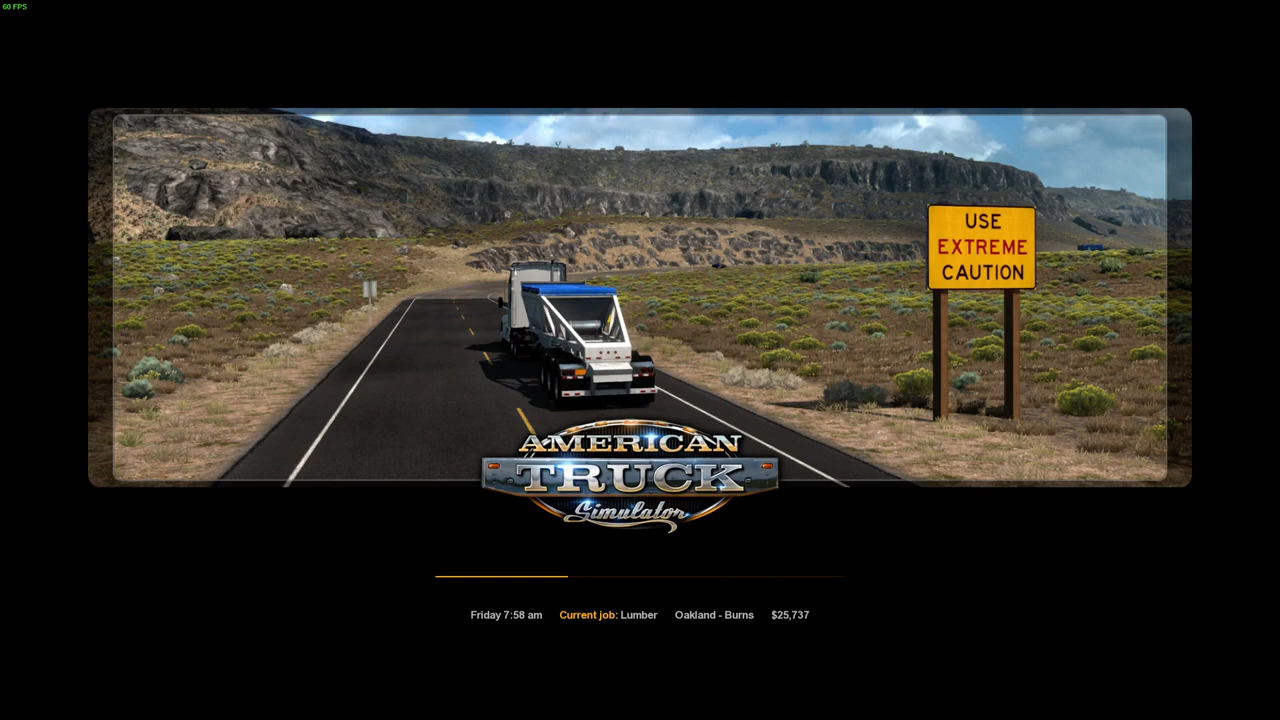 60 FPS
USE
EXTREME
CAUTION
AMERICAN
TRUCK
Simulator
Friday 7:58 am Current job: Lumber Oakland - Burns $25,737